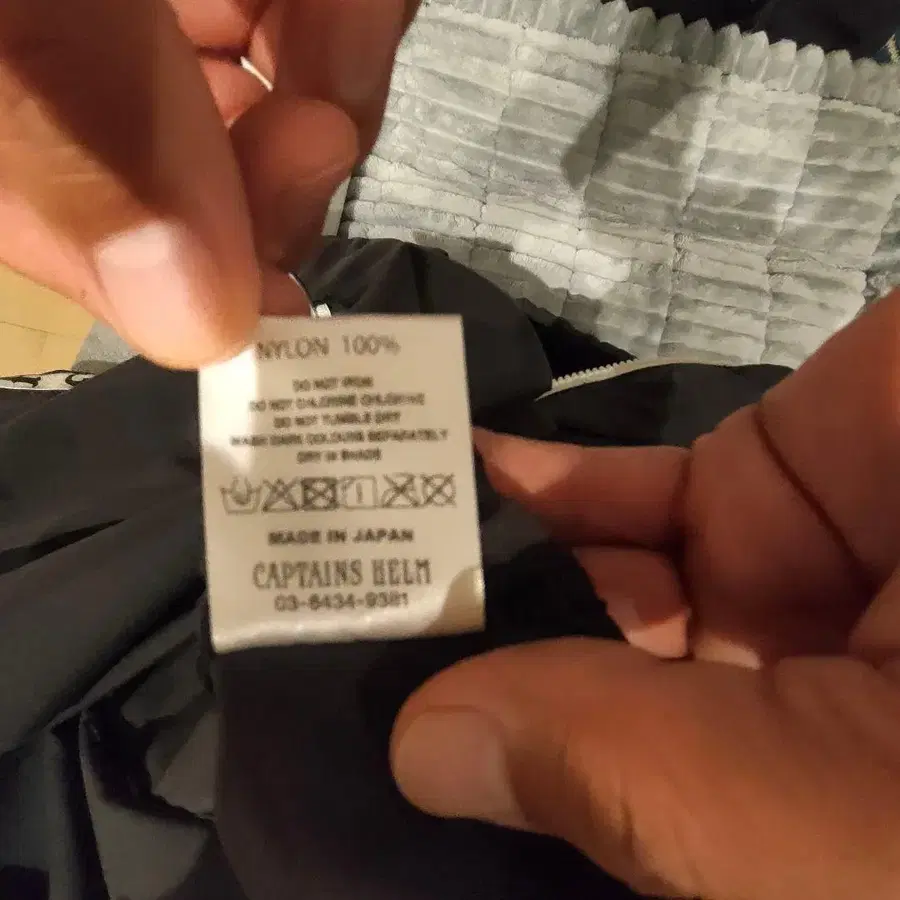 NYLON 100%
DO NOT IRON
DO NOT CHLORINE CHLORINE
DO NOT TUMBLE DRY
WASH DARK COLOURS SEPARATELY
DRY IN SHADE
MADE IN JAPAN
CAPTAINS HELM
03-6434-9381